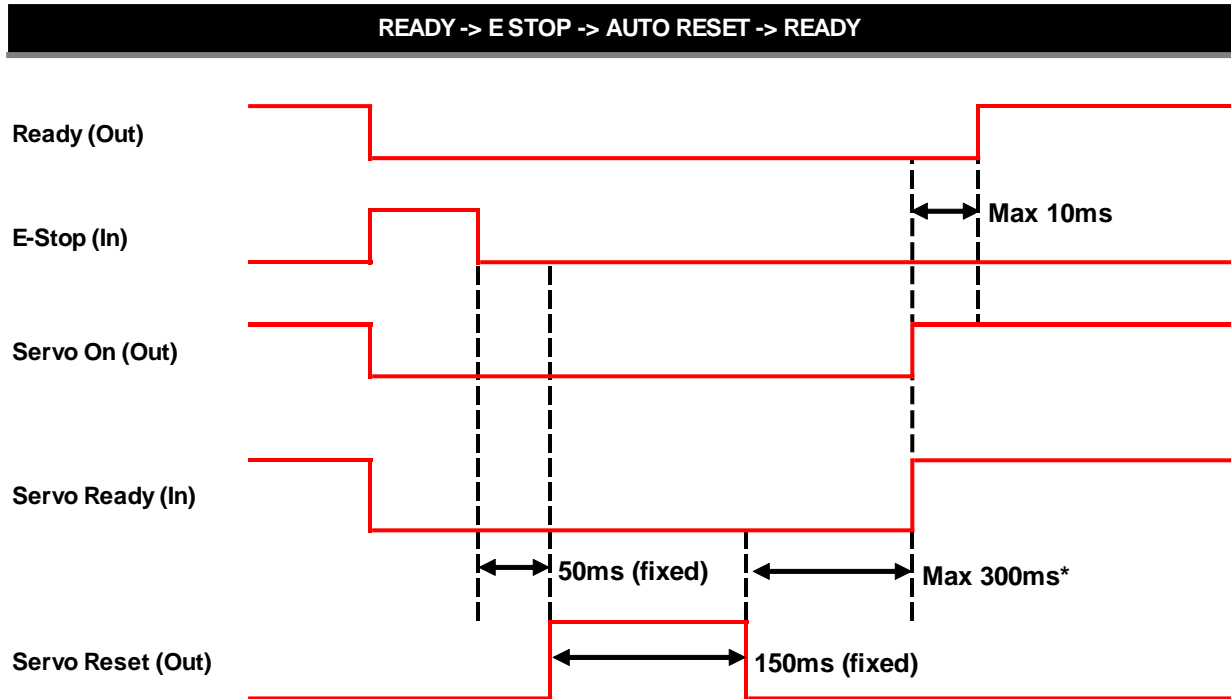 READY -> E STOP -> AUTO RESET -> READY
Ready (Out)
Max 10ms
E-Stop (In)
Servo On (Out)
Servo Ready (In)
50ms (fixed)
Max 300ms*
Servo Reset (Out)
150ms (fixed)